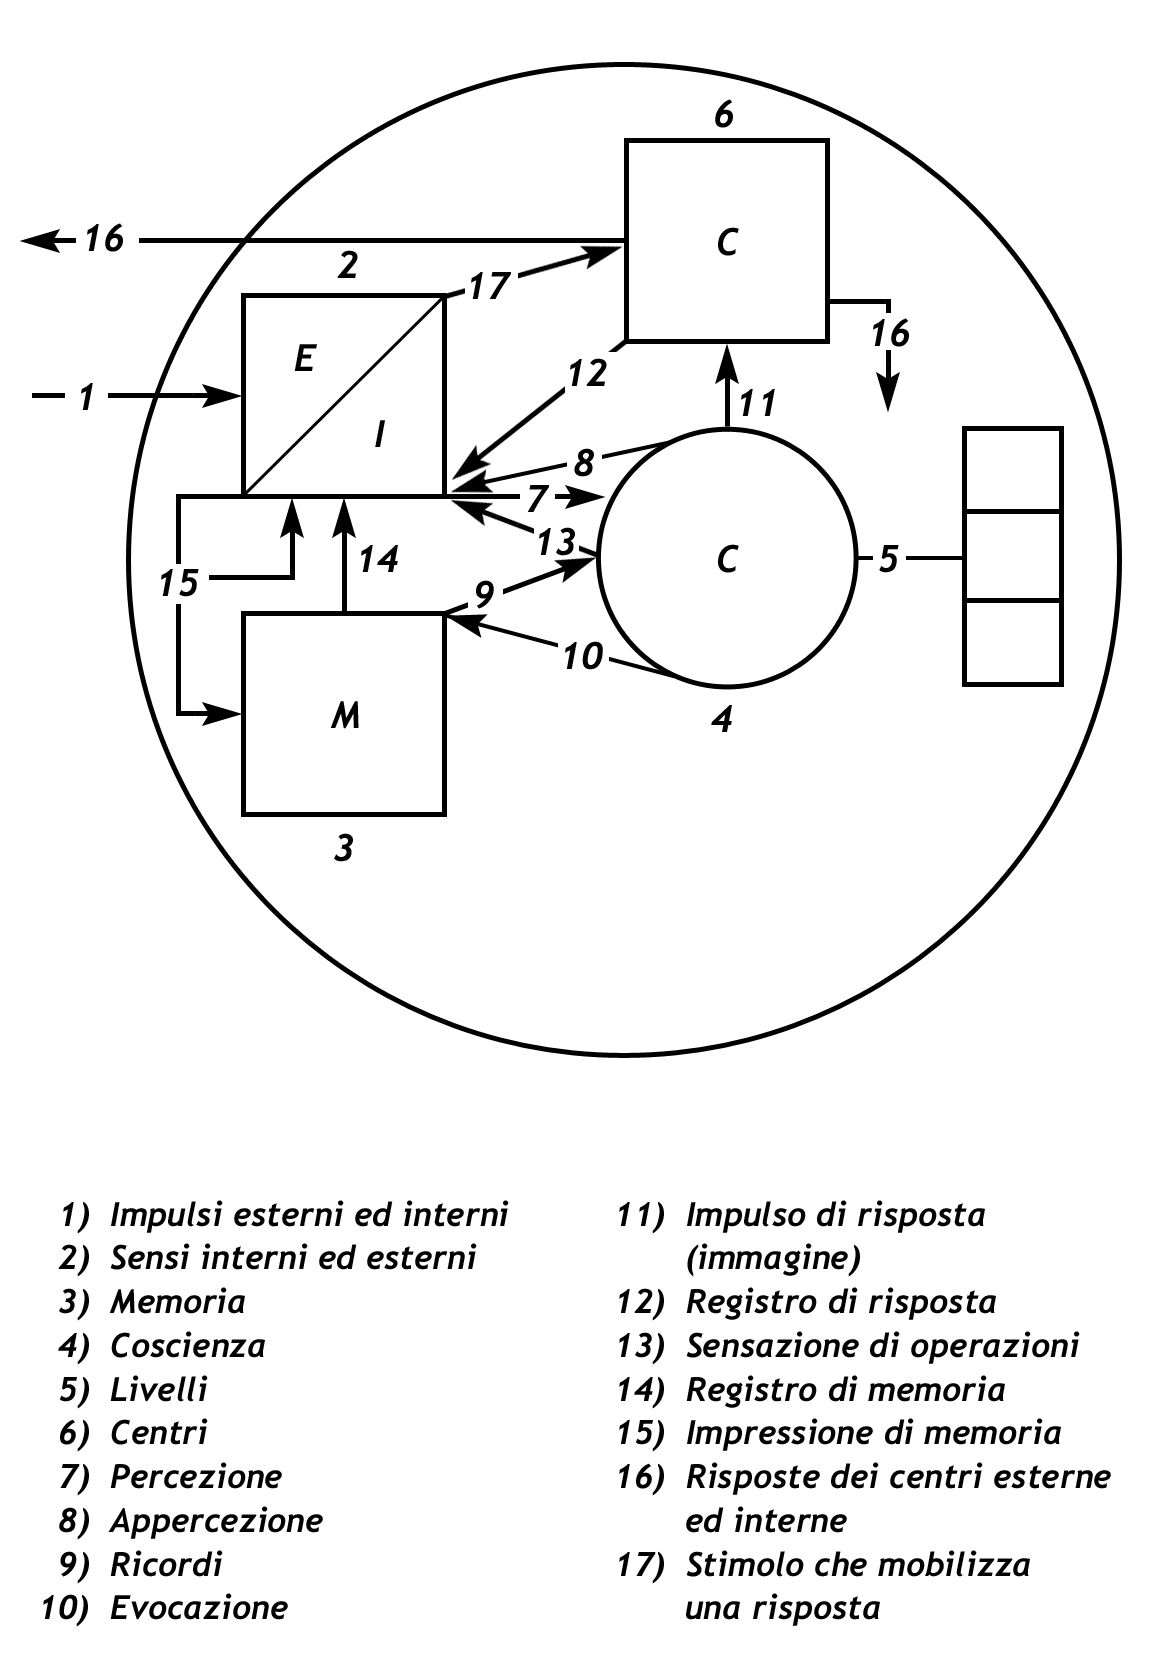 6
C
16
2
17
E
16
12
1
11
I
8
7
13
C
5
14
15
9
10
M
4
3
1) Impulsi esterni ed interni
2) Sensi interni ed esterni
3) Memoria
4) Coscienza
5) Livelli
6) Centri
7) Percezione
8) Appercezione
9) Ricordi
10) Evocazione
11) Impulso di risposta
(immagine)
12) Registro di risposta
13) Sensazione di operazioni
14) Registro di memoria
15) Impressione di memoria
16) Risposte dei centri esterne
ed interne
17) Stimolo che mobilizza
una risposta